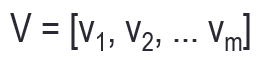 V = [v₁, v₂, ... vₘ]